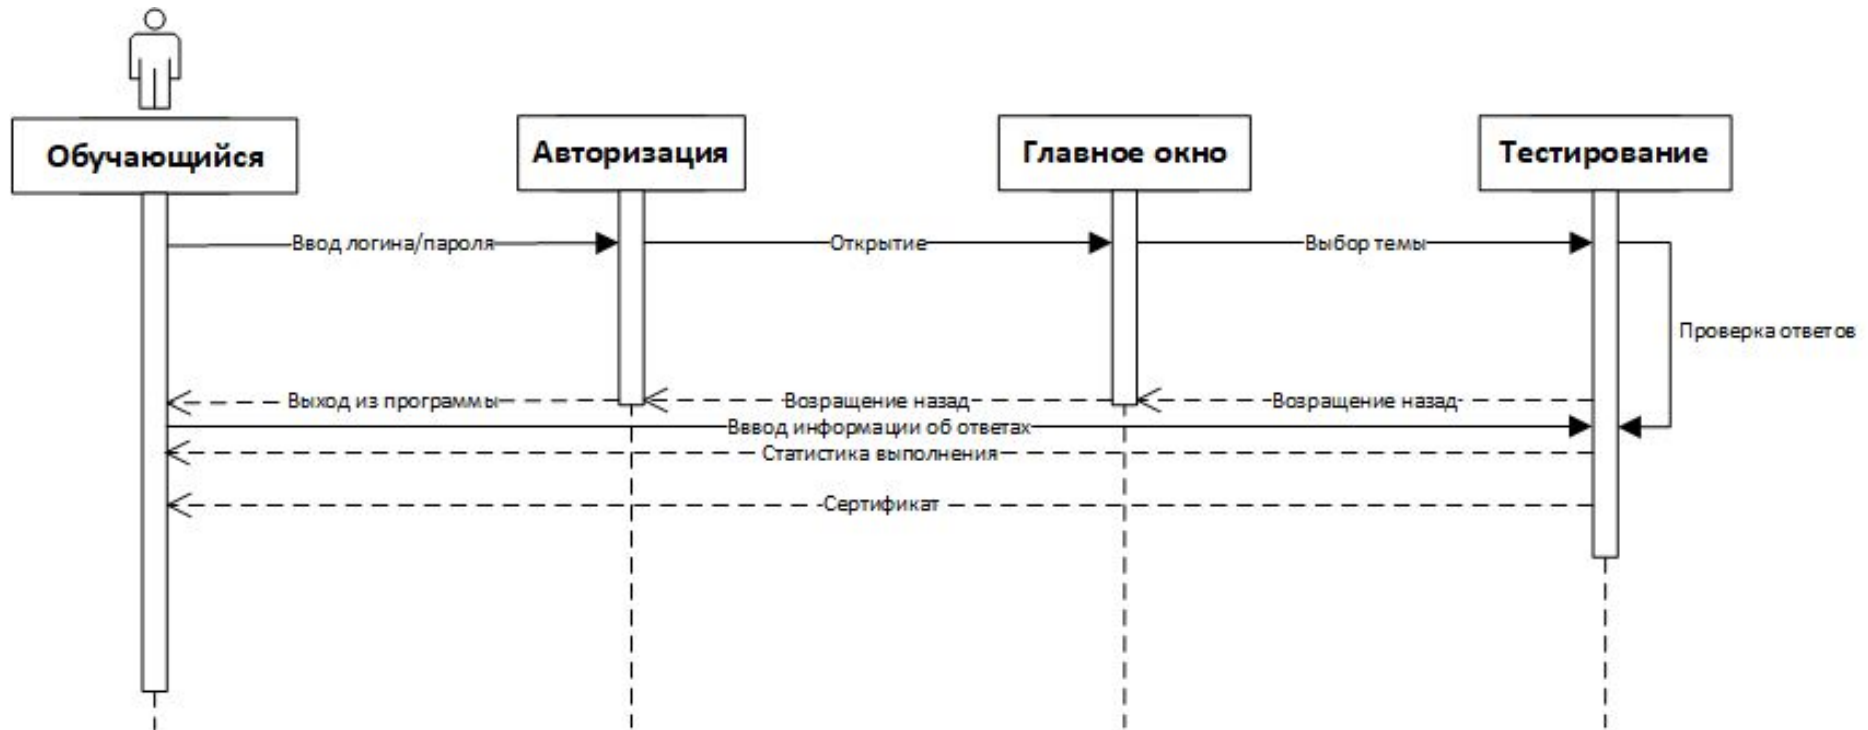 Обучающийся
Авторизация
Главное окно
Тестирование
Ввод логина/пароля
Открытие
Выбор темы
Проверка ответов
Выход из программы
Возращение назад
Возращение назад
Вввод информации об ответах
Статистика выполнения
Сертификат